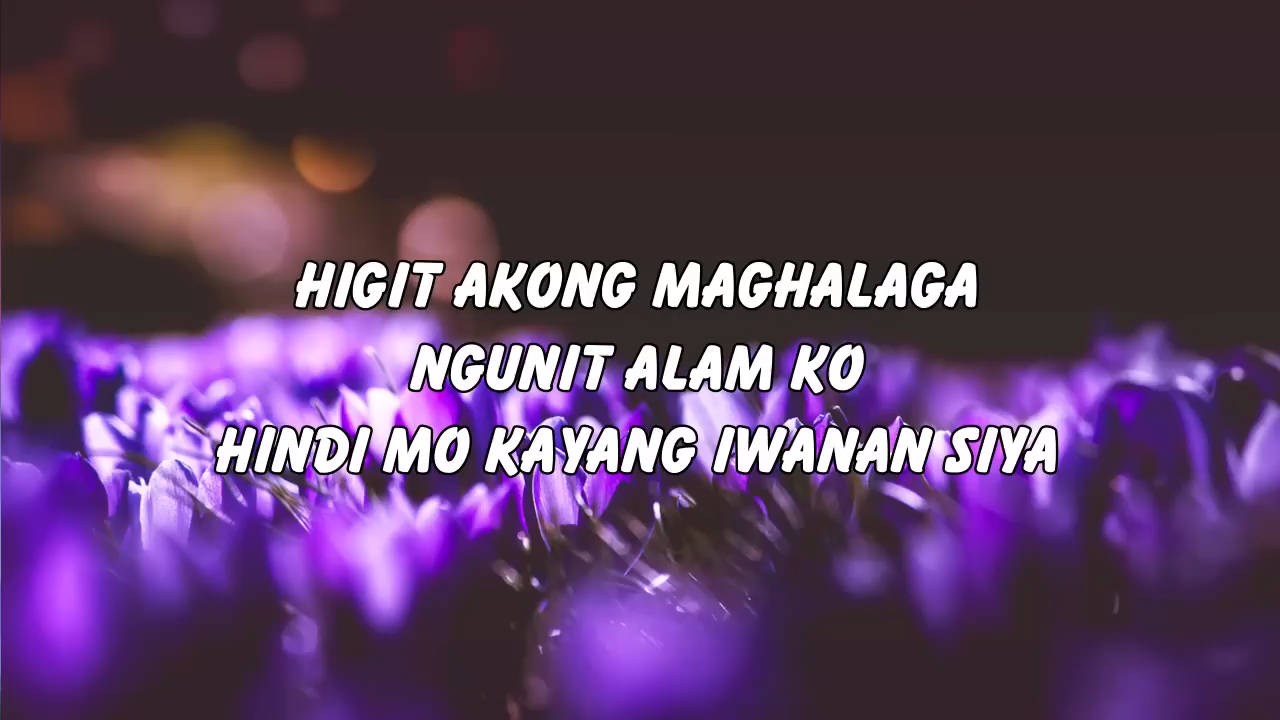 HIGIT AKONG MAGHALAGA
NGUNIT ALAM KO
HINDI MO KAYANG IWANAN SIYA